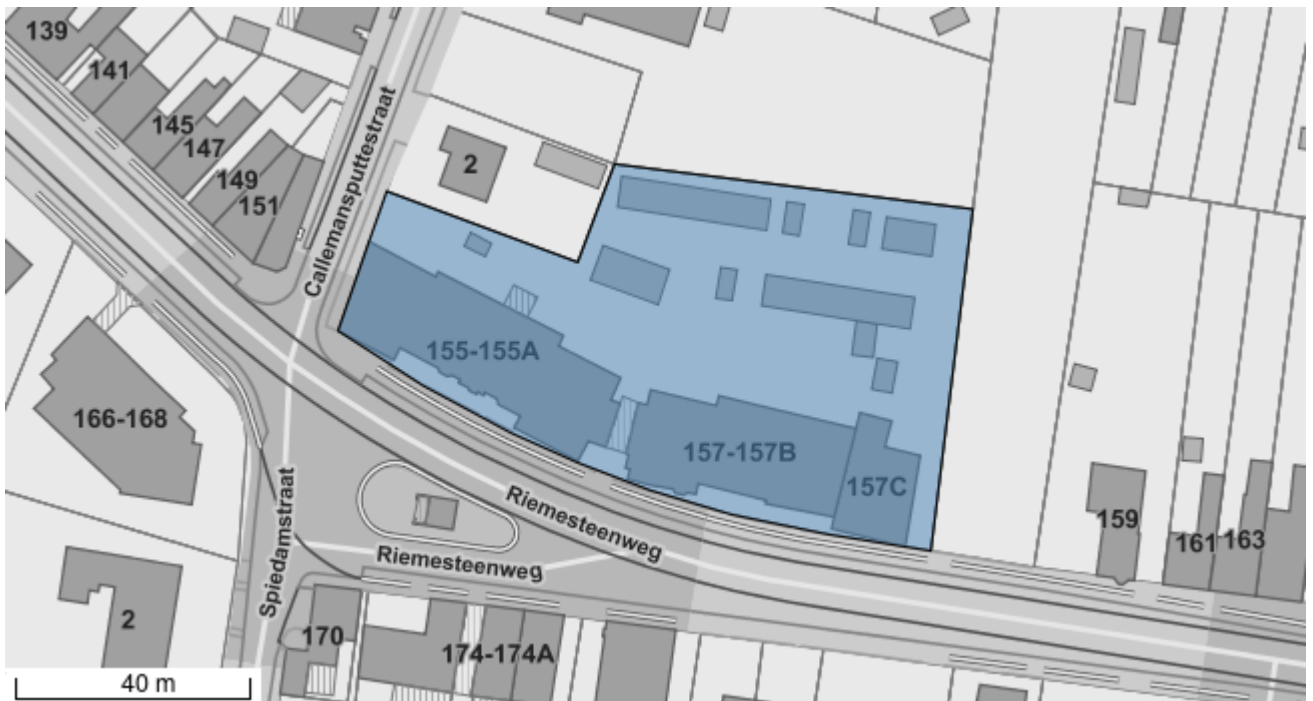 139
141
145
147
149
151
Callemansputtestraat
2
155-155A
157-157B
157C
166-168
Riemesteenweg
Spiedamstraat
Riemesteenweg
159
161
163
2
170
174-174A
40 m